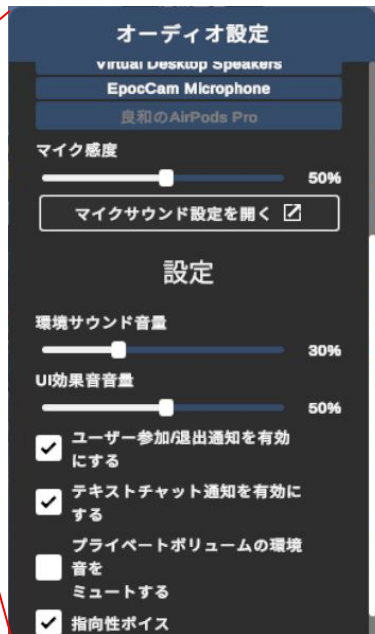 オーディオ設定
Virtual Desktop Speakers
EpocCam Microphone
良和のAirPods Pro
マイク感度
50%
マイクサウンド設定を開く
設定
環境サウンド音量
30%
UI効果音音量
50%
ユーザー参加/退出通知を有効
にする
テキストチャット通知を有効に
する
プライベートボリュームの環境
音を
ミュートする
指向性ボイス